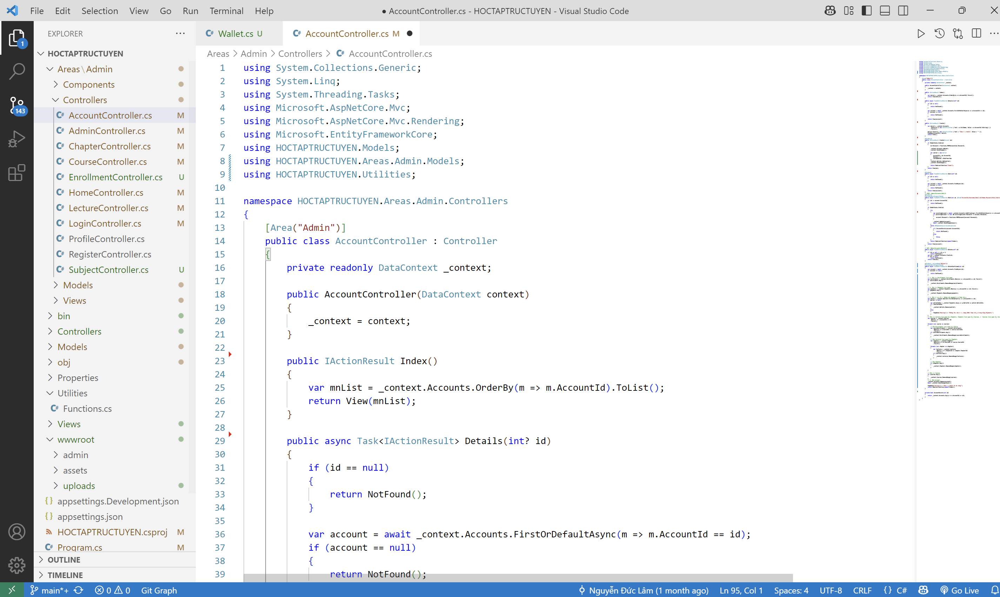 File Edit Selection View Go Run Terminal Help
● AccountController.cs - HOCTAPTRUCTUYEN - Visual Studio Code
EXPLORER
1
143
HOCTAPTRUCTUYEN
Areas\Admin
Components
Controllers
AccountController.cs M
AdminController.cs M
ChapterController.cs M
CourseController.cs M
EnrollmentController.cs U
HomeController.cs M
LectureController.cs M
LoginController.cs M
ProfileController.cs
RegisterController.cs
SubjectController.cs U
Models
Views
bin
Controllers
Models
obj
Properties
Utilities
Functions.cs
Views
wwwroot
admin
assets
uploads
appsettings.Development.json
appsettings.json
HOCTAPTRUCTUYEN.csproj M
Program.cs M
OUTLINE
TIMELINE
Wallet.cs U
AccountController.cs M
Areas > Admin > Controllers > AccountController.cs
1 using System.Collections.Generic;
2 using System.Linq;
3 using System.Threading.Tasks;
4 using Microsoft.AspNetCore.Mvc;
5 using Microsoft.AspNetCore.Mvc.Rendering;
6 using Microsoft.EntityFrameworkCore;
7 using HOCTAPTRUCTUYEN.Models;
8 using HOCTAPTRUCTUYEN.Areas.Admin.Models;
9 using HOCTAPTRUCTUYEN.Utilities;
10
11 namespace HOCTAPTRUCTUYEN.Areas.Admin.Controllers
12 {
13 [Area("Admin")]
14 public class AccountController : Controller
15 {
16 private readonly DataContext _context;
17
18 public AccountController(DataContext context)
19 {
20 _context = context;
21 }
22
23 public IActionResult Index()
24 {
25 var mnList = _context.Accounts.OrderBy(m => m.AccountId).ToList();
26 return View(mnList);
27 }
28
29 public async Task<IActionResult> Details(int? id)
30 {
31 if (id == null)
32 {
33 return NotFound();
34 }
35
36 var account = await _context.Accounts.FirstOrDefaultAsync(m => m.AccountId == id);
37 if (account == null)
38 {
39 return NotFound();
main*+ 0 0 Git Graph
Nguyễn Đức Lâm (1 month ago) Ln 95, Col 1 Spaces: 4 UTF-8 CRLF {} C# Go Live